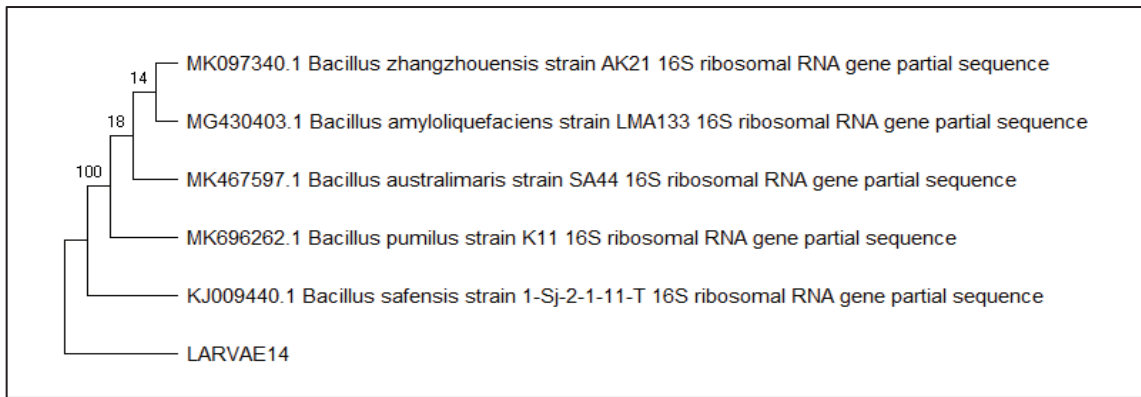 14
MK097340.1 Bacillus zhangzhouensis strain AK21 16S ribosomal RNA gene partial sequence
18
MG430403.1 Bacillus amyloliquefaciens strain LMA133 16S ribosomal RNA gene partial sequence
100
MK467597.1 Bacillus australimaris strain SA44 16S ribosomal RNA gene partial sequence
MK696262.1 Bacillus pumilus strain K11 16S ribosomal RNA gene partial sequence
KJ009440.1 Bacillus safensis strain 1-Sj-2-1-11-T 16S ribosomal RNA gene partial sequence
LARVAE14